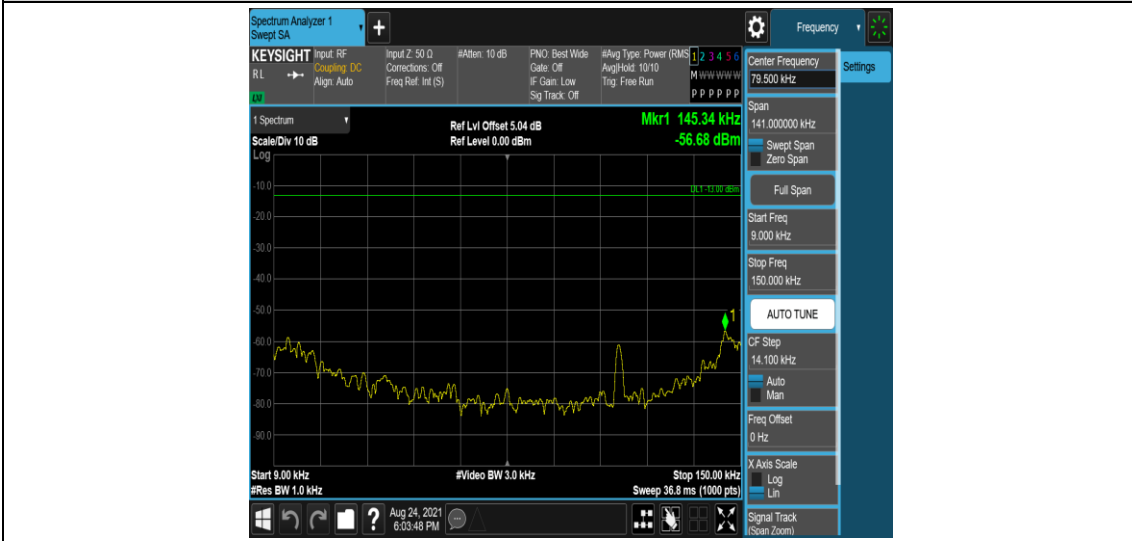 Spectrum Analyzer 1
Swept SA
+
Frequency
KEYSIGHT
RL
LM
Input: RF
Coupling: DC
Align: Auto
Input Z: 50 Ω
Corrections: Off
Freq Ref: Int (S)
#Atten: 10 dB
PNO: Best Wide
Gate: Off
IF Gain: Low
Sig Track: Off
#Avg Type: Power (RMS
Avg|Hold: 10/10
Trig: Free Run
1 2 3 4 5 6
M W W W W W
P P P P P P
1 Spectrum
Scale/Div 10 dB
Log
Ref Lvl Offset 5.04 dB
Ref Level 0.00 dBm
Mkr1 145.34 kHz
-56.68 dBm
DL1 -13.00 dBm
-10.0
-20.0
-30.0
-40.0
-50.0
-60.0
-70.0
-80.0
-90.0
1
Start 9.00 kHz
#Res BW 1.0 kHz
#Video BW 3.0 kHz
Stop 150.00 kHz
Sweep 36.8 ms (1000 pts)
Center Frequency
79.500 kHz
Settings
Span
141.000000 kHz
Swept Span
Zero Span
Full Span
Start Freq
9.000 kHz
Stop Freq
150.000 kHz
AUTO TUNE
CF Step
14.100 kHz
Auto
Man
Freq Offset
0 Hz
X Axis Scale
Log
Lin
Signal Track
(Span Zoom)
?
Aug 24, 2021
6:03:48 PM